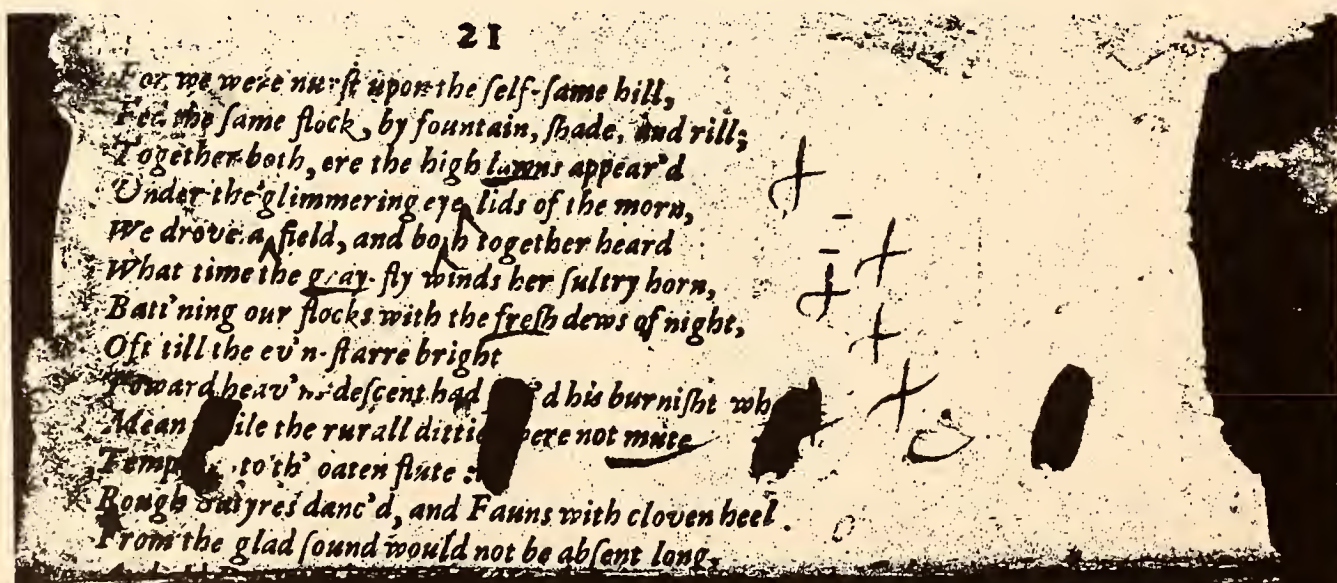 21
For we were nurſt upon the ſelf-ſame hill,
Fed the ſame flock, by fountain, ſhade, and rill;
Together both, ere the high lawns appear'd
Under the glimmering eye-lids of the morn,
We drove a field, and both together heard
What time the gray-fly winds her ſultry horn,
Batt'ning our flocks with the freſh dews of night,
Oft till the ev'n-ſtarre bright
Toward heav'ns deſcent had his burniſht
the rurall not mute
to th' oaten flute :
Rough Satyres danc'd, and Fauns with cloven heel
From the glad ſound would not be abſent long,